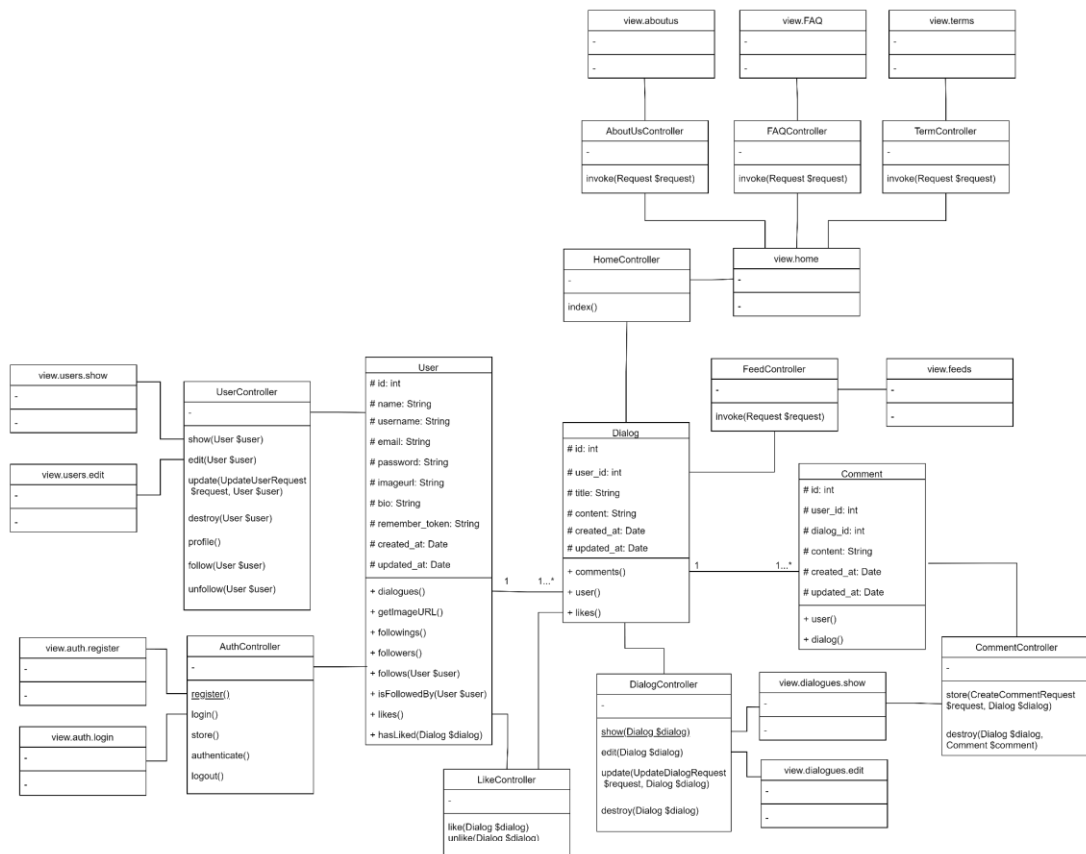 view.aboutus
-
-
view.FAQ
-
-
view.terms
-
-
AboutUsController
-
invoke(Request $request)
FAQController
-
invoke(Request $request)
TermController
-
invoke(Request $request)
HomeController
-
index()
view.home
-
-
view.users.show
-
-
view.users.edit
-
-
UserController
-
show(User $user)
edit(User $user)
update(UpdateUserRequest
$request, User $user)
destroy(User $user)
profile()
follow(User $user)
unfollow(User $user)
User
# id: int
# name: String
# username: String
# email: String
# password: String
# imageurl: String
# bio: String
# remember_token: String
# created_at: Date
# updated_at: Date
+ dialogues()
+ getImageURL()
+ followings()
+ followers()
+ follows(User $user)
+ isFollowedBy(User $user)
+ likes()
+ hasLiked(Dialog $dialog)
1
1...*
FeedController
-
invoke(Request $request)
view.feeds
-
-
Dialog
# id: int
# user_id: int
# title: String
# content: String
# created_at: Date
# updated_at: Date
+ comments()
+ user()
+ likes()
1
1...*
Comment
# id: int
# user_id: int
# dialog_id: int
# content: String
# created_at: Date
# updated_at: Date
+ user()
+ dialog()
view.auth.register
-
-
view.auth.login
-
-
AuthController
-
register()
login()
store()
authenticate()
logout()
LikeController
-
like(Dialog $dialog)
unlike(Dialog $dialog)
DialogController
-
show(Dialog $dialog)
edit(Dialog $dialog)
update(UpdateDialogRequest
$request, Dialog $dialog)
destroy(Dialog $dialog)
view.dialogues.show
-
-
view.dialogues.edit
-
-
CommentController
-
store(CreateCommentRequest
$request, Dialog $dialog)
destroy(Dialog $dialog,
Comment $comment)